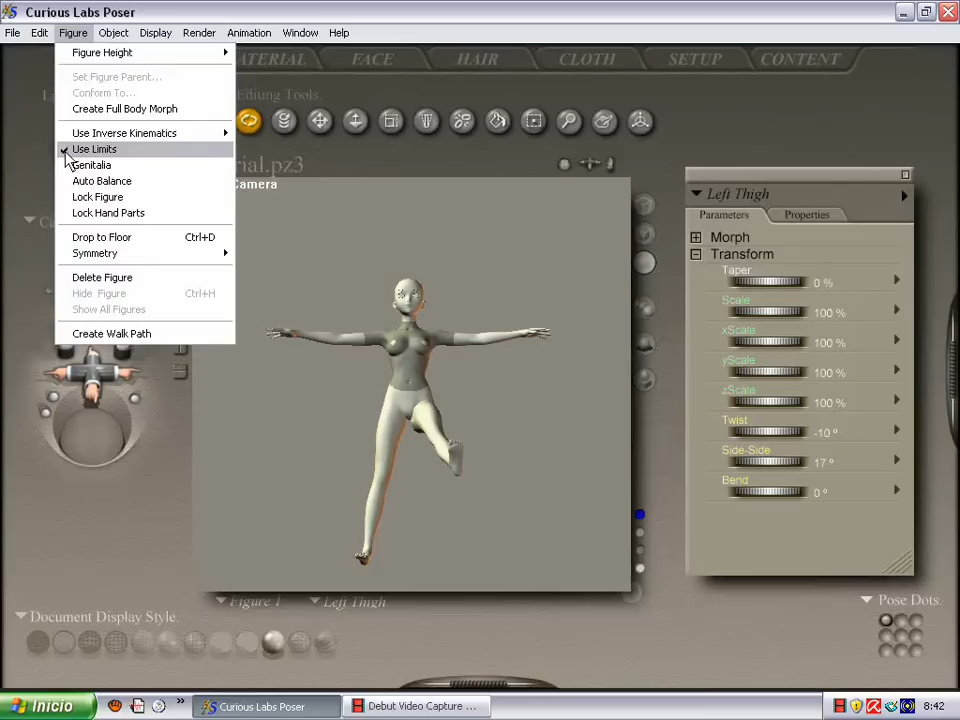 Curious Labs Poser
File Edit Figure Object Display Render Animation Window Help
MATERIAL FACE HAIR CLOTH SETUP CONTENT
Figure Height
Set Figure Parent...
Conform To...
Create Full Body Morph
Use Inverse Kinematics
Use Limits
Genitalia
Auto Balance
Lock Figure
Lock Hand Parts
Drop to Floor Ctrl+D
Symmetry
Delete Figure
Hide Figure Ctrl+H
Show All Figures
Create Walk Path
Tools
rial.pz3
Camera
Left Thigh
Parameters Properties
Morph
Transform
Taper 0 %
Scale 100 %
xScale 100 %
yScale 100 %
zScale 100 %
Twist -10 º
Side-Side 17 º
Bend 0 º
Figure 1 Left Thigh
Document Display Style.
Pose Dots.
Inicio
»
Curious Labs Poser
Debut Video Capture ...
8:42